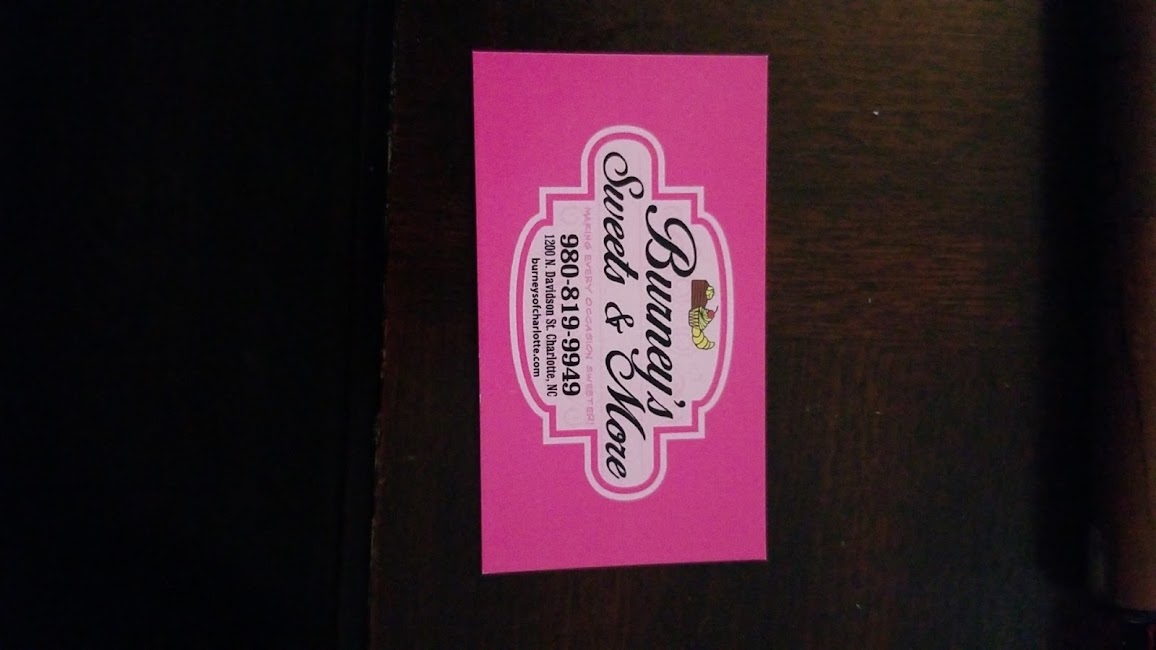 Burney's
Sweets & More
MAKING EVERY OCCASION SWEETER!
980-819-9949
1200 N. Davidson St. Charlotte, NC
burneysofcharlotte.com